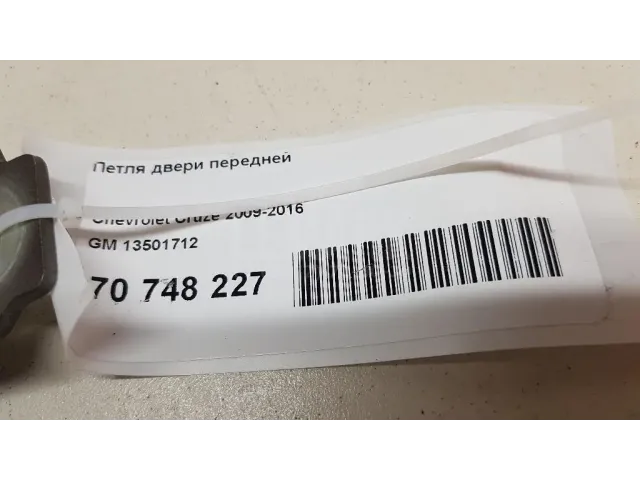 Петля двери передней
Chevrolet Cruze 2009-2016
GM 13501712
70 748 227